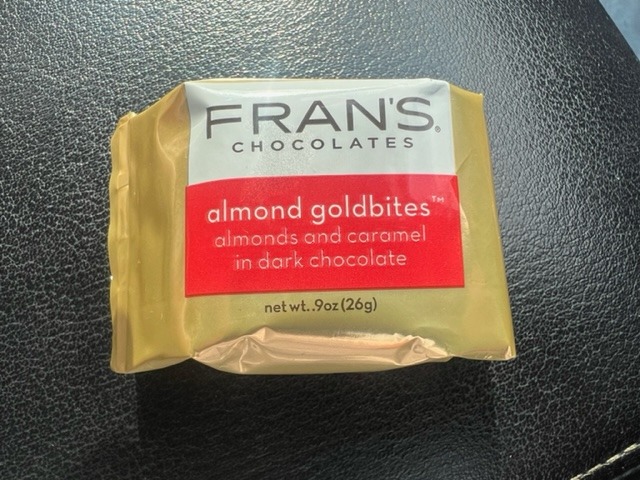 FRAN'S®
CHOCOLATES
almond goldbites™
almonds and caramel
in dark chocolate
net wt. .9oz (26g)